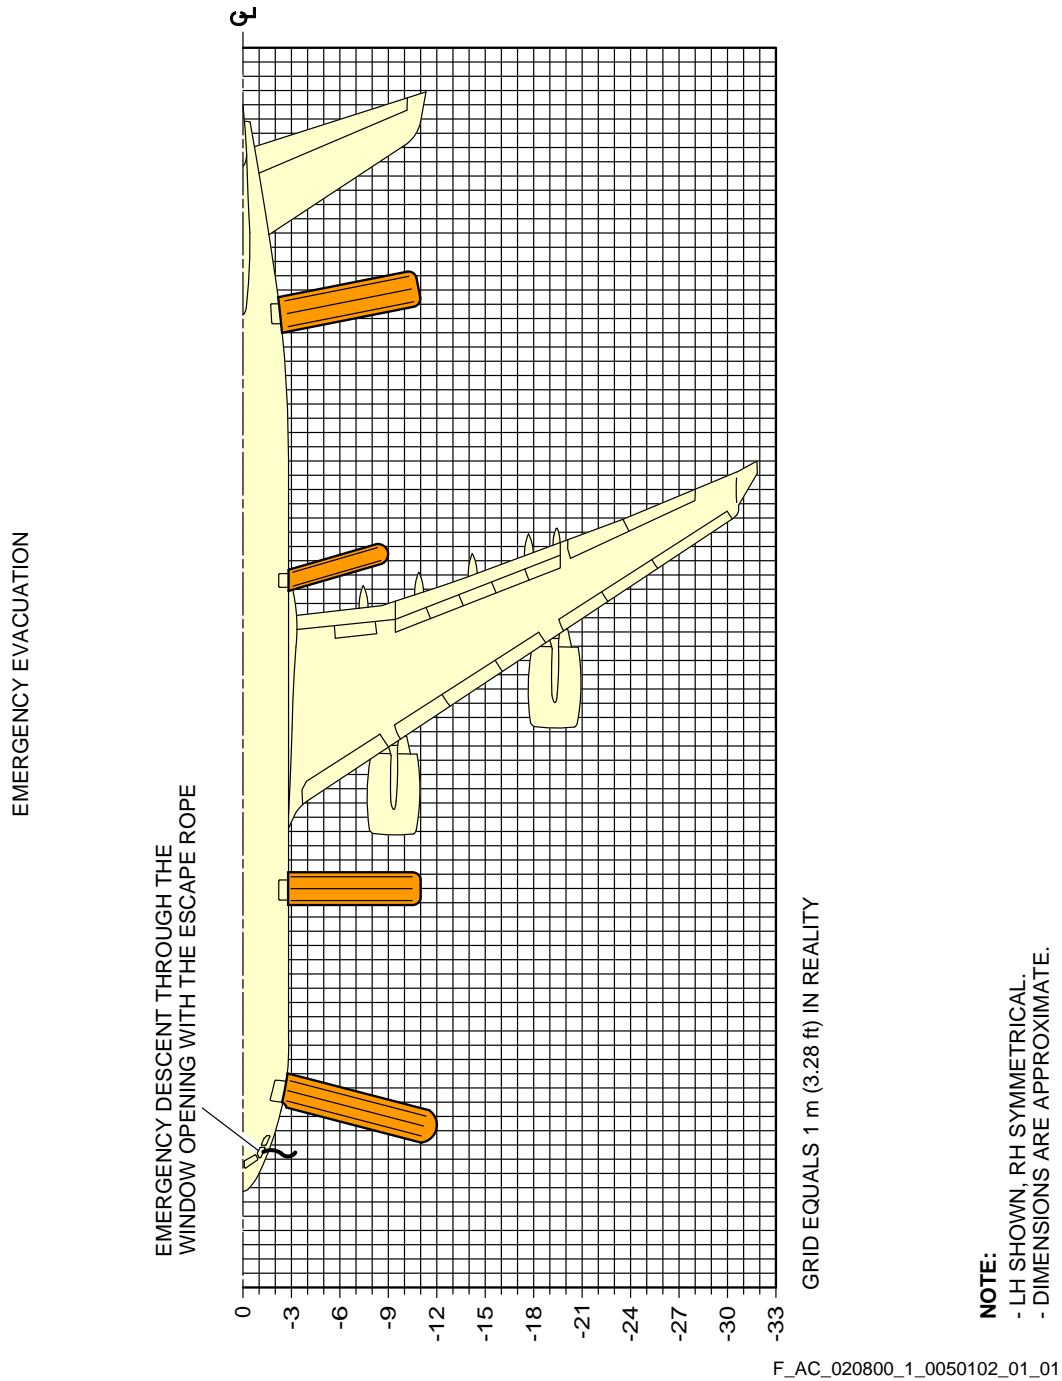 EMERGENCY EVACUATION
EMERGENCY DESCENT THROUGH THE
WINDOW OPENING WITH THE ESCAPE ROPE
℄
0
-3
-6
-9
-12
-15
-18
-21
-24
-27
-30
-33
GRID EQUALS 1 m (3.28 ft) IN REALITY
NOTE:
- LH SHOWN, RH SYMMETRICAL.
- DIMENSIONS ARE APPROXIMATE.
F_AC_020800_1_0050102_01_01